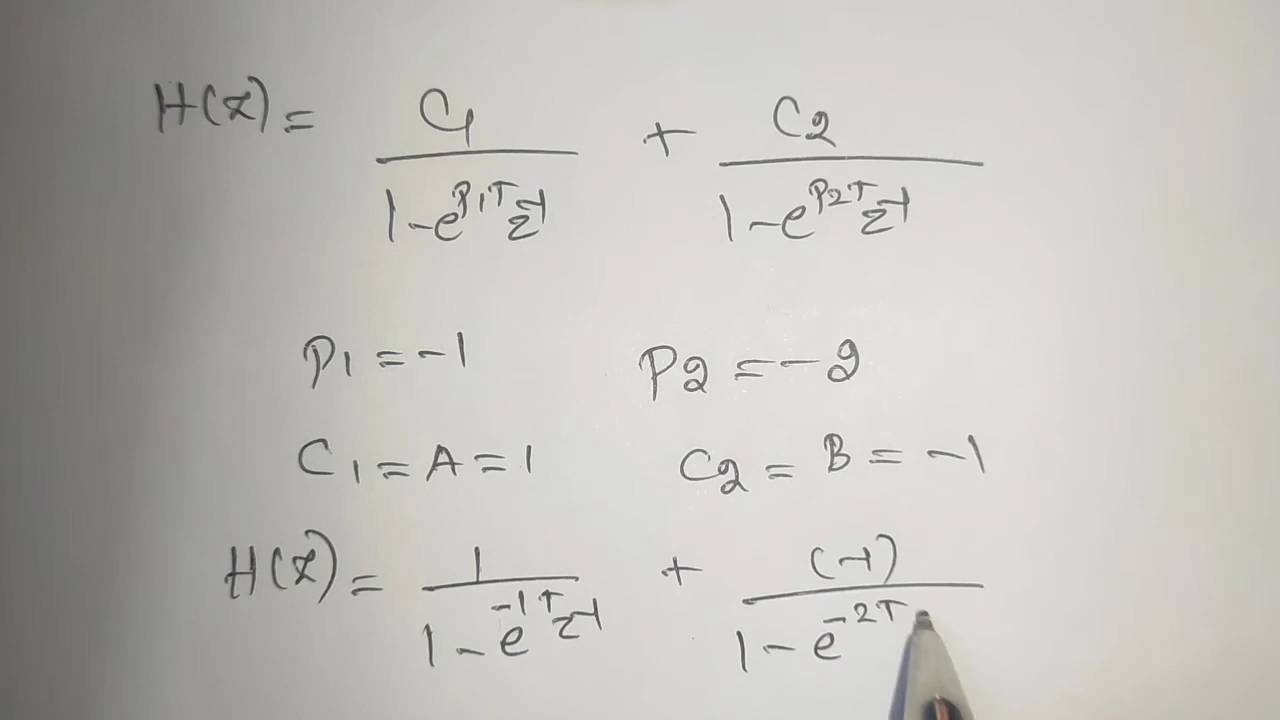 H(z) = C1 / (1 - e^{P1T} z^{-1}) + C2 / (1 - e^{P2T} z^{-1})
P1 = -1 P2 = -2
C1 = A = 1 C2 = B = -1
H(z) = 1 / (1 - e^{-1T} z^{-1}) + (-1) / (1 - e^{-2T}